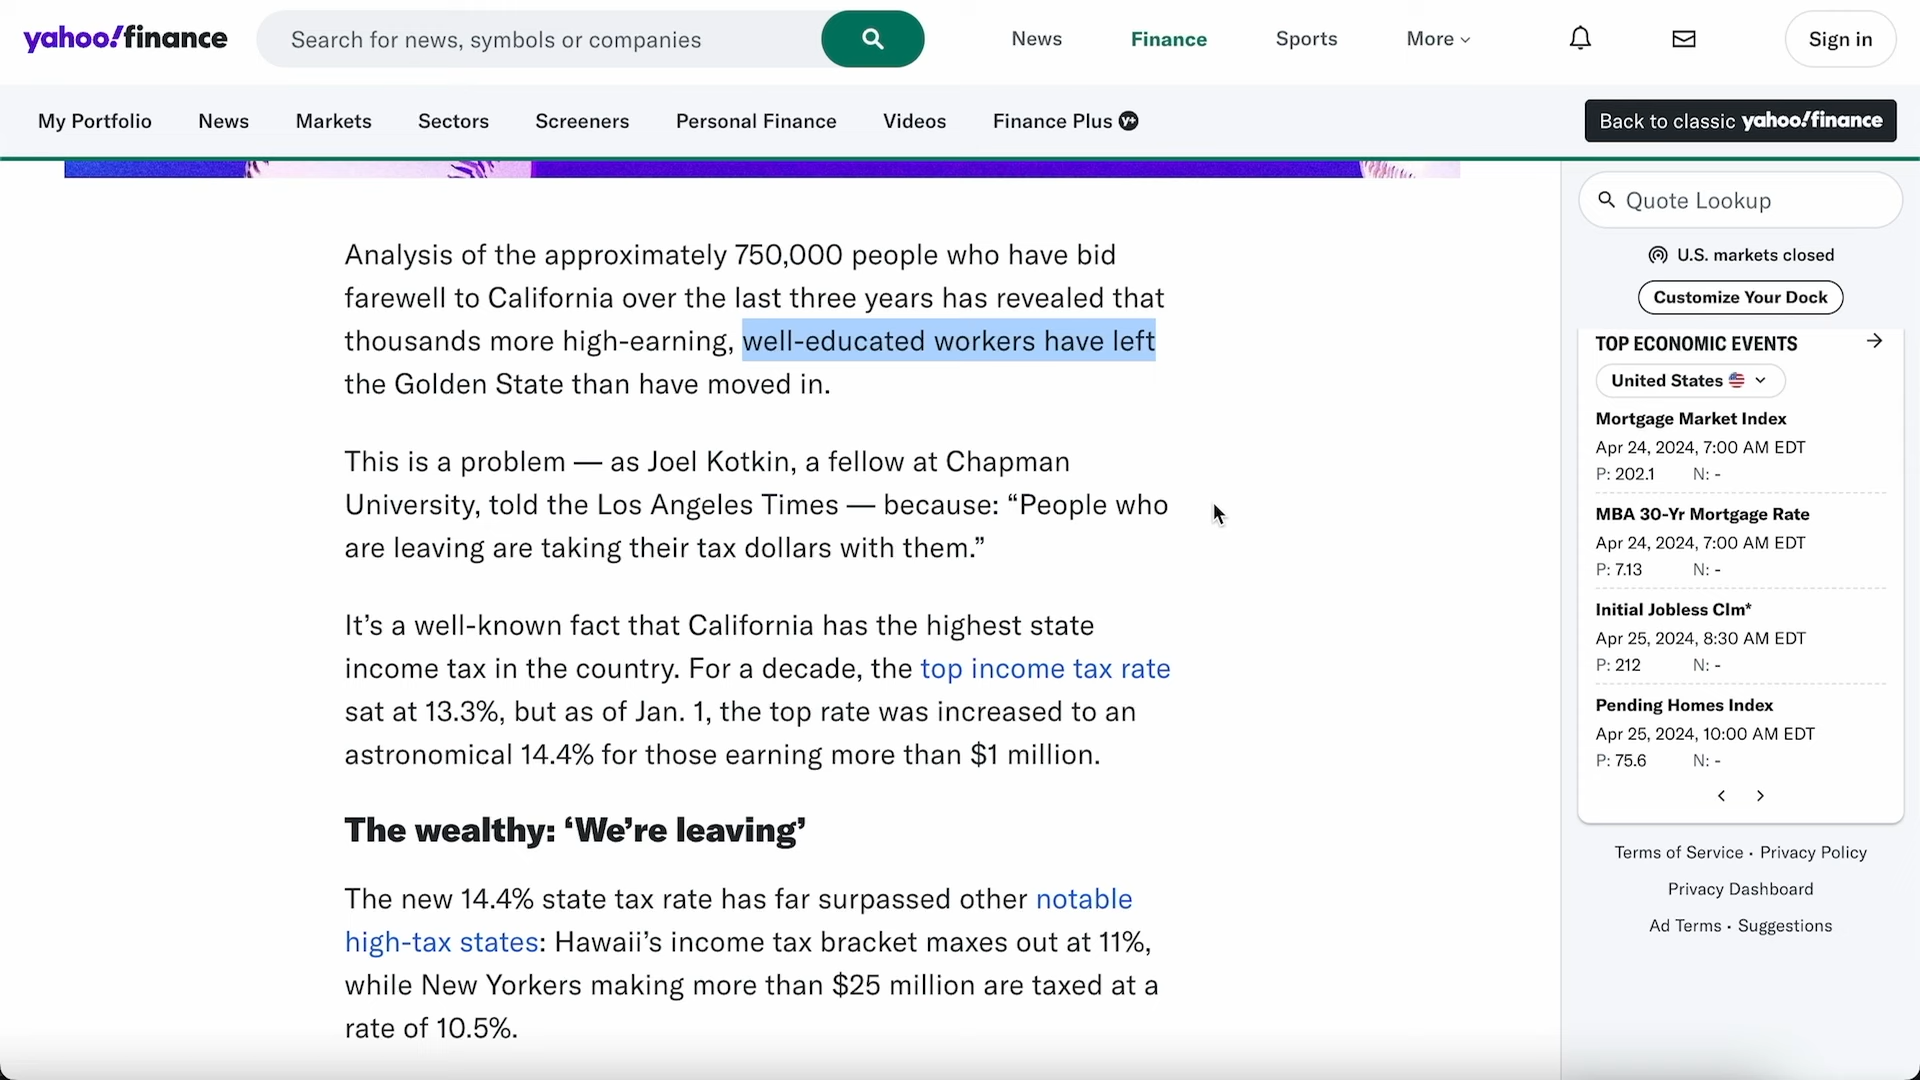 yahoo!finance
Search for news, symbols or companies
News
Finance
Sports
More
Sign in
My Portfolio
News
Markets
Sectors
Screeners
Personal Finance
Videos
Finance Plus
Back to classic yahoo!finance
Analysis of the approximately 750,000 people who have bid
farewell to California over the last three years has revealed that
thousands more high-earning, well-educated workers have left
the Golden State than have moved in.
This is a problem — as Joel Kotkin, a fellow at Chapman
University, told the Los Angeles Times — because: “People who
are leaving are taking their tax dollars with them.”
It’s a well-known fact that California has the highest state
income tax in the country. For a decade, the top income tax rate
sat at 13.3%, but as of Jan. 1, the top rate was increased to an
astronomical 14.4% for those earning more than $1 million.
The wealthy: ‘We’re leaving’
The new 14.4% state tax rate has far surpassed other notable
high-tax states: Hawaii’s income tax bracket maxes out at 11%,
while New Yorkers making more than $25 million are taxed at a
rate of 10.5%.
Quote Lookup
U.S. markets closed
Customize Your Dock
TOP ECONOMIC EVENTS
United States
Mortgage Market Index
Apr 24, 2024, 7:00 AM EDT
P: 202.1 N: -
MBA 30-Yr Mortgage Rate
Apr 24, 2024, 7:00 AM EDT
P: 7.13 N: -
Initial Jobless Clm*
Apr 25, 2024, 8:30 AM EDT
P: 212 N: -
Pending Homes Index
Apr 25, 2024, 10:00 AM EDT
P: 75.6 N: -
Terms of Service • Privacy Policy
Privacy Dashboard
Ad Terms • Suggestions